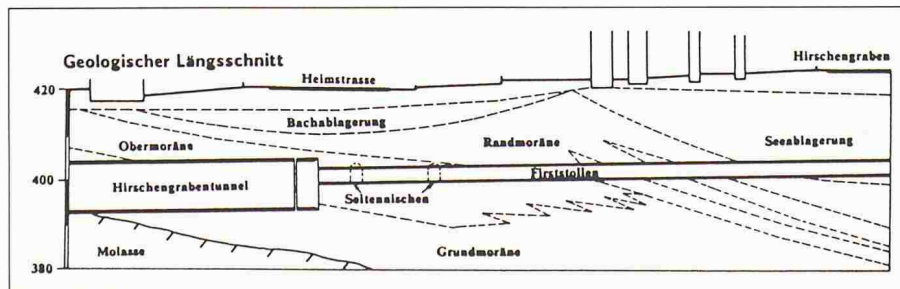 Geologischer Längsschnitt
Hirschengraben
Heimstrasse
420
Bachablagerung
Obermoräne
Randmoräne
Seeablagerung
Firststollen
400
Hirschengrabentunnel
Seitennischen
Molasse
Grundmoräne
380